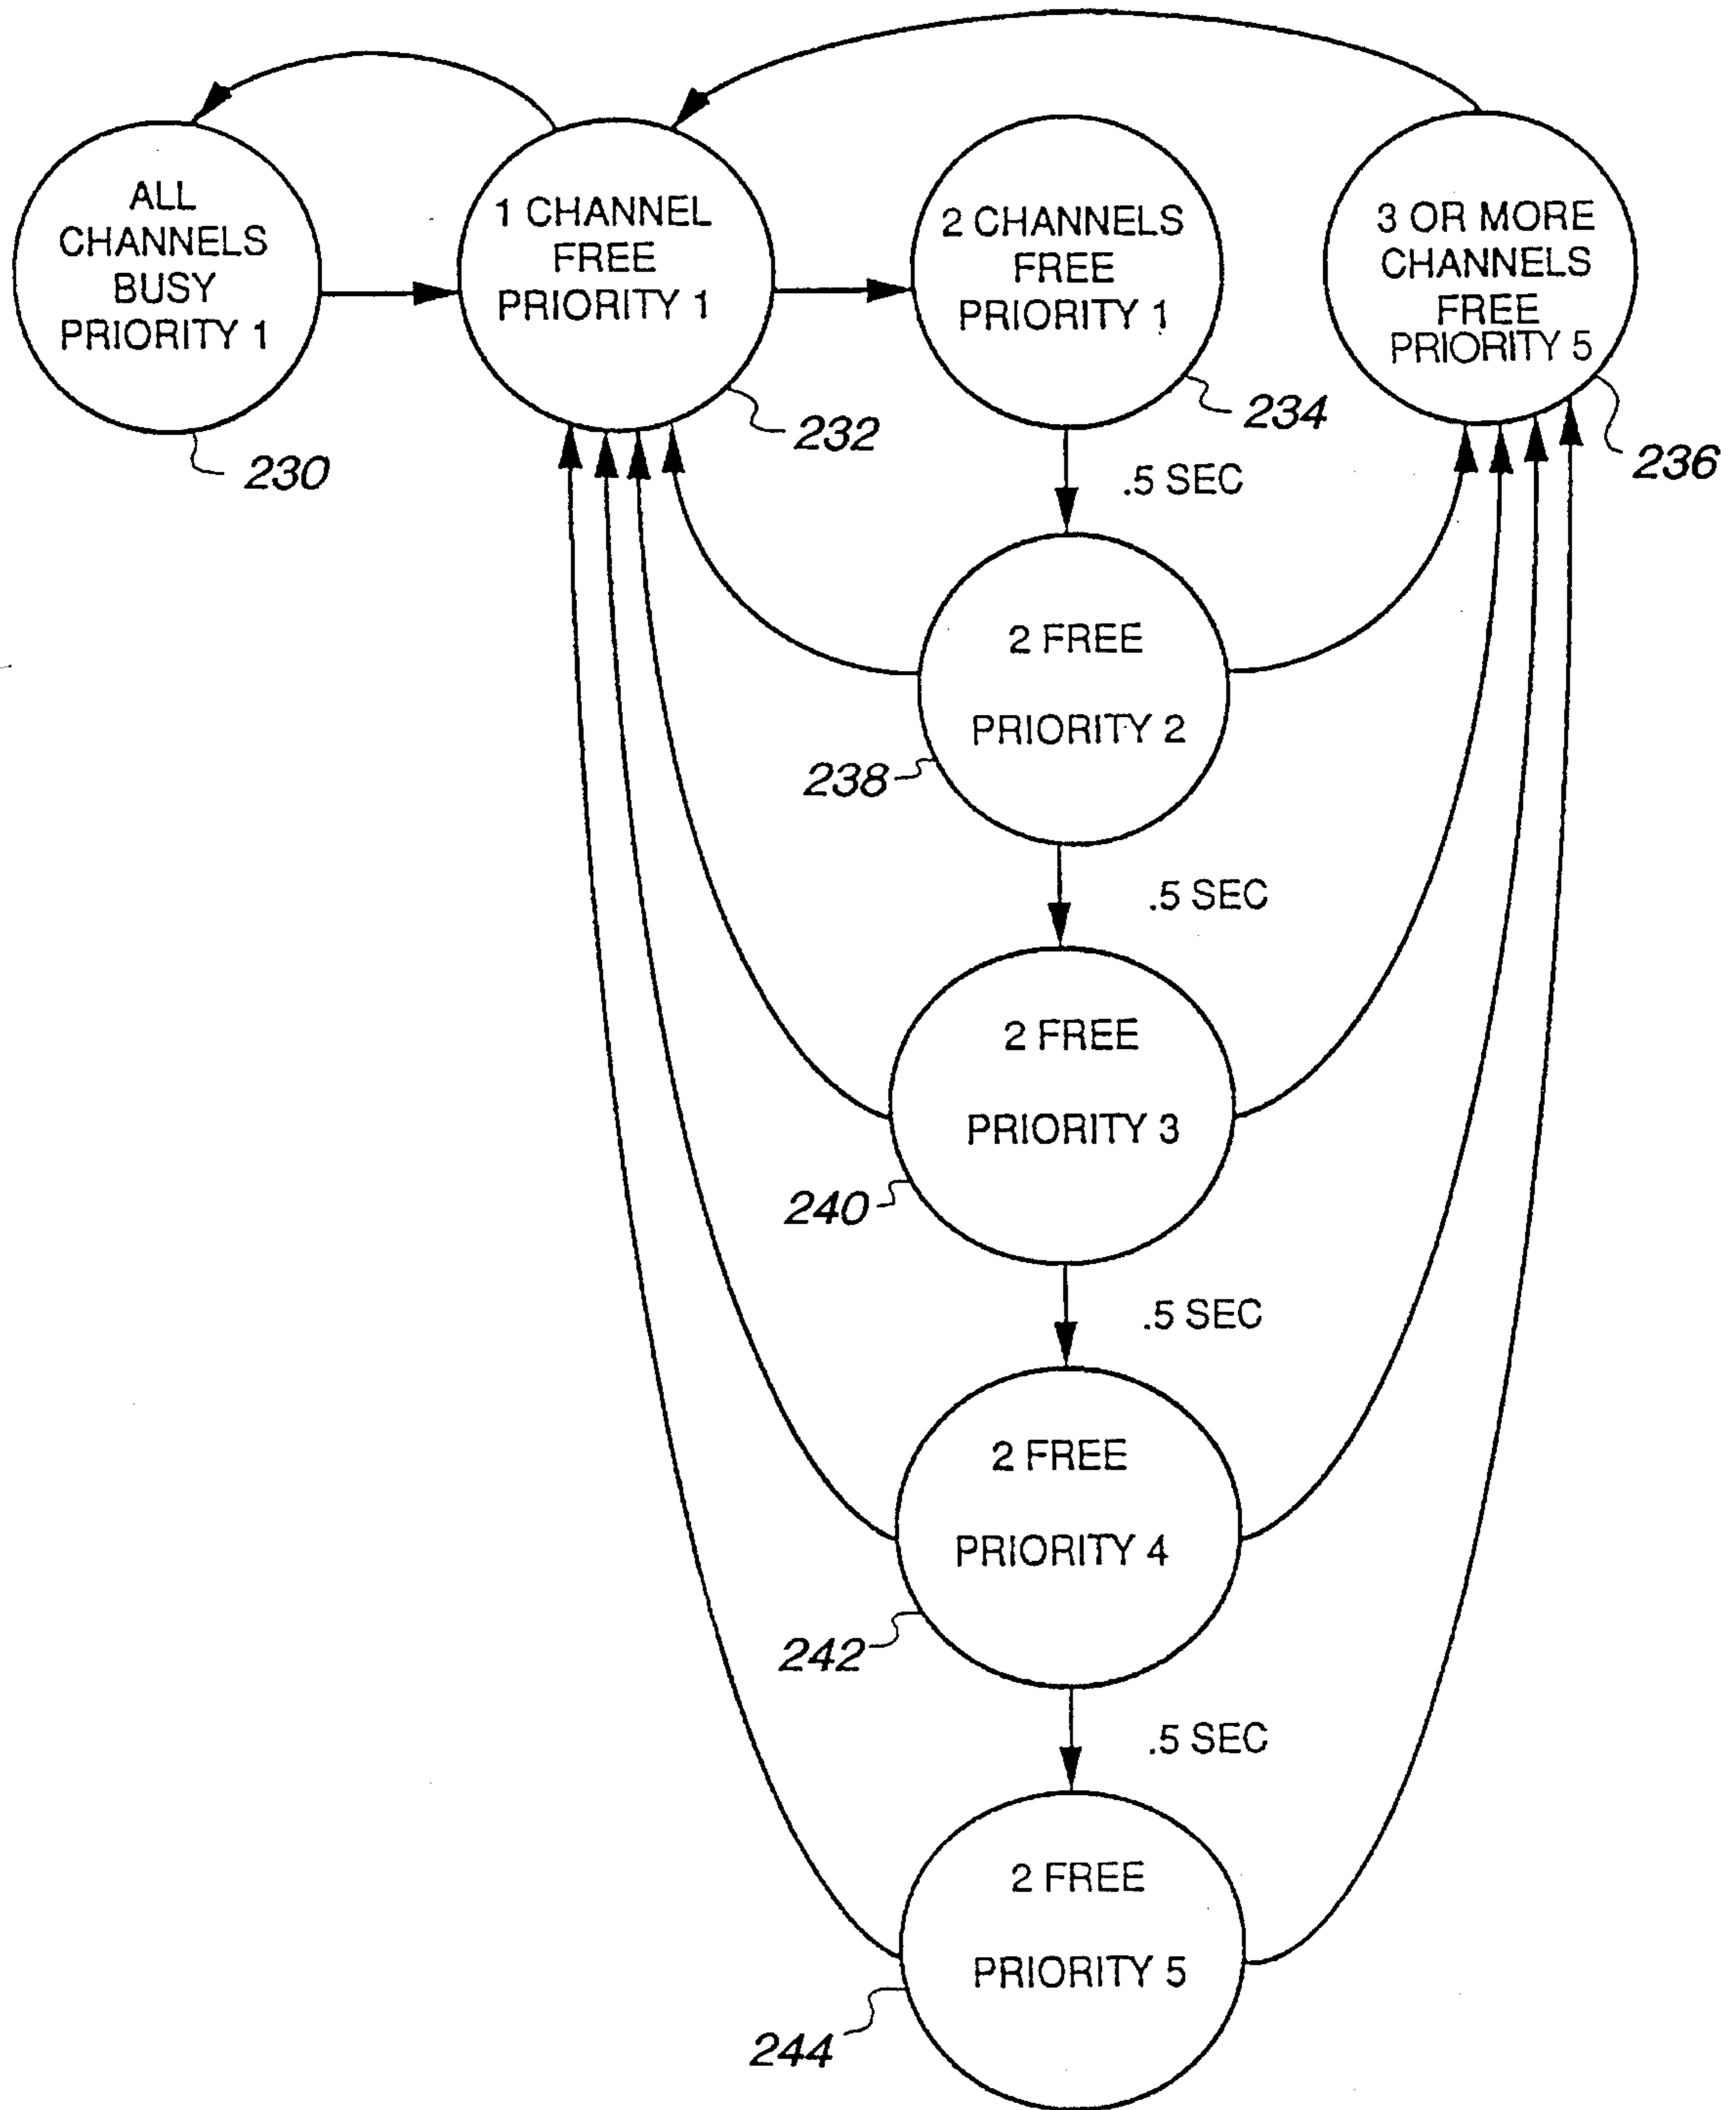 ALL
CHANNELS
BUSY
PRIORITY 1
230
1 CHANNEL
FREE
PRIORITY 1
232
2 CHANNELS
FREE
PRIORITY 1
234
3 OR MORE
CHANNELS
FREE
PRIORITY 5
236
.5 SEC
2 FREE
PRIORITY 2
238
.5 SEC
2 FREE
PRIORITY 3
240
.5 SEC
2 FREE
PRIORITY 4
242
.5 SEC
2 FREE
PRIORITY 5
244